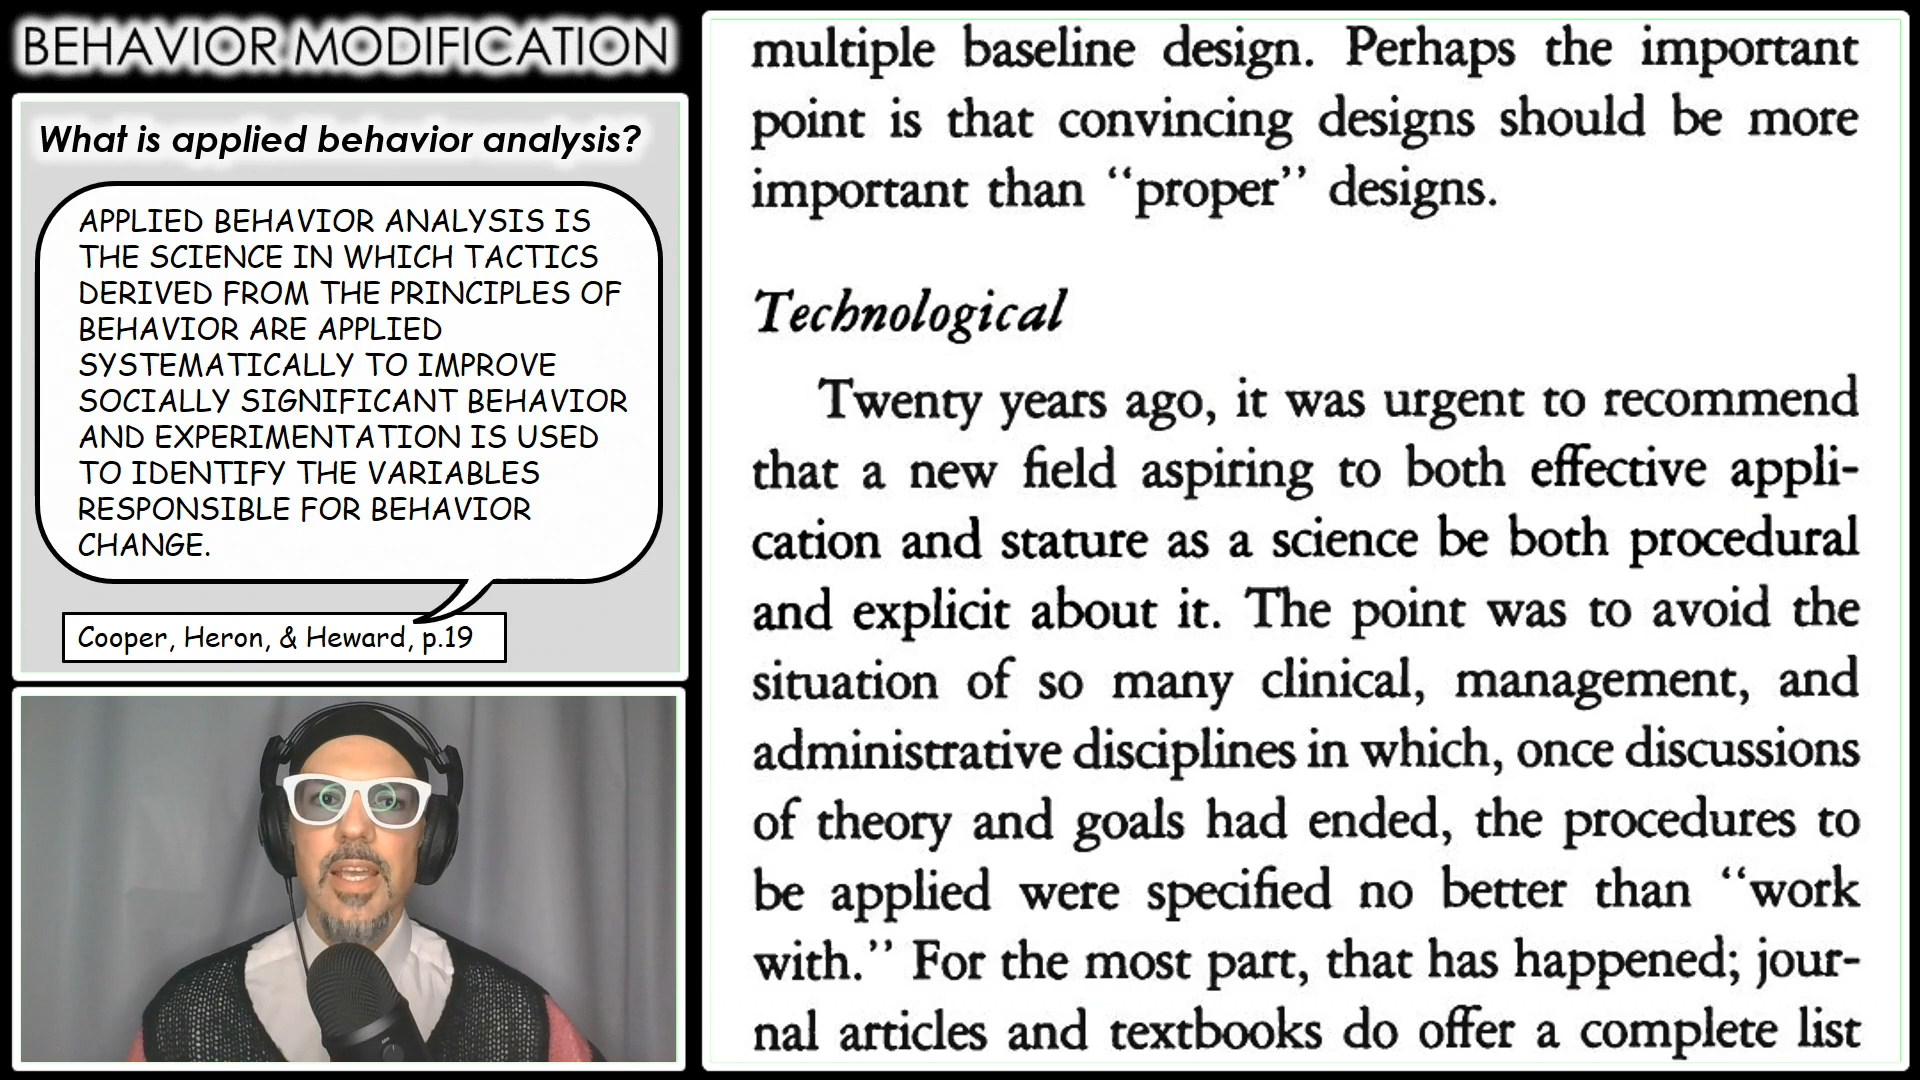 BEHAVIOR MODIFICATION
What is applied behavior analysis?
APPLIED BEHAVIOR ANALYSIS IS
THE SCIENCE IN WHICH TACTICS
DERIVED FROM THE PRINCIPLES OF
BEHAVIOR ARE APPLIED
SYSTEMATICALLY TO IMPROVE
SOCIALLY SIGNIFICANT BEHAVIOR
AND EXPERIMENTATION IS USED
TO IDENTIFY THE VARIABLES
RESPONSIBLE FOR BEHAVIOR
CHANGE.
Cooper, Heron, & Heward, p.19
multiple baseline design. Perhaps the important
point is that convincing designs should be more
important than “proper” designs.
Technological
Twenty years ago, it was urgent to recommend
that a new field aspiring to both effective appli-
cation and stature as a science be both procedural
and explicit about it. The point was to avoid the
situation of so many clinical, management, and
administrative disciplines in which, once discussions
of theory and goals had ended, the procedures to
be applied were specified no better than “work
with.” For the most part, that has happened; jour-
nal articles and textbooks do offer a complete list